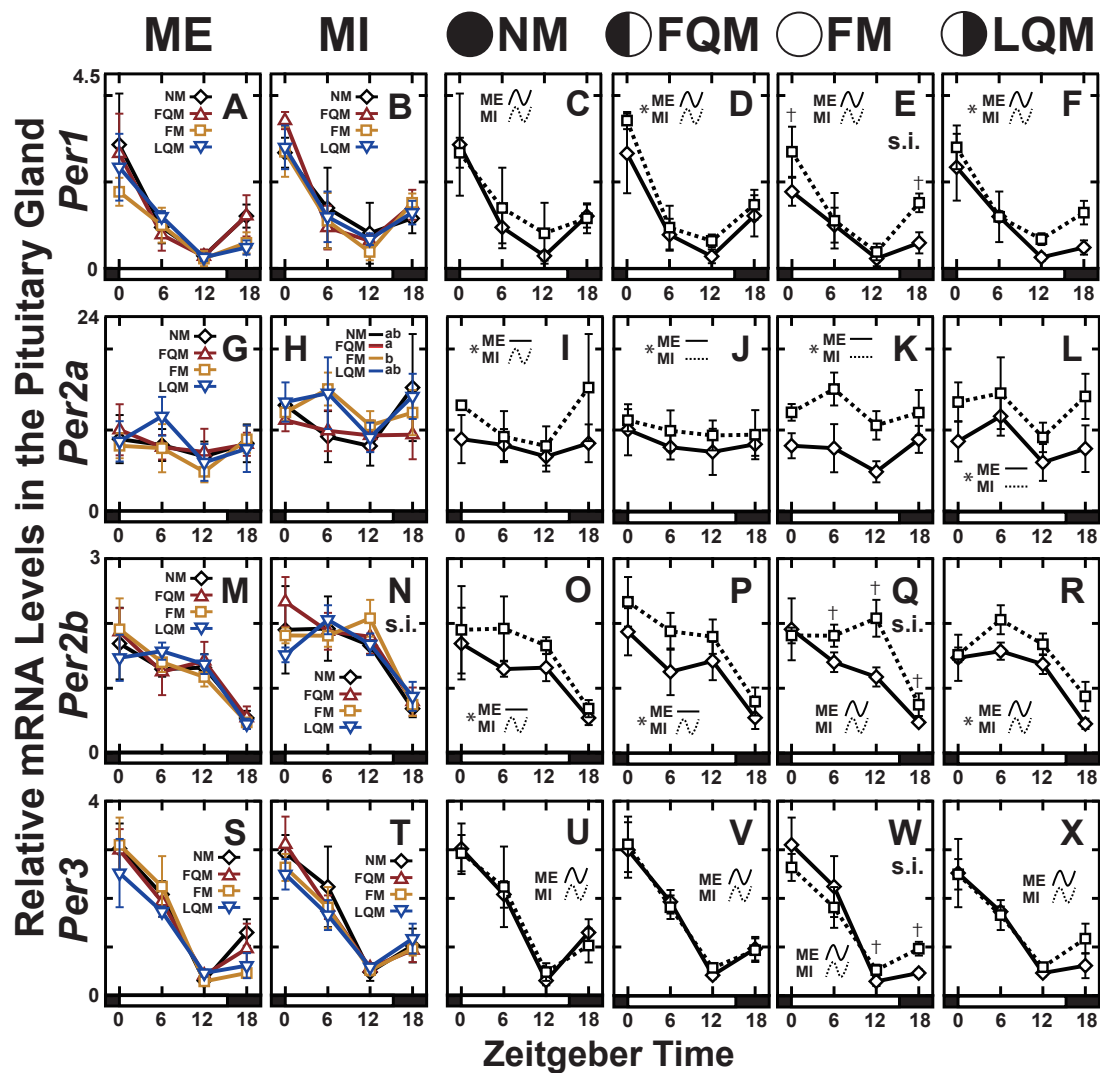 ME MI NM FQM FM LQM
Relative mRNA Levels in the Pituitary Gland
Per1
4.5
0
A
NM
FQM
FM
LQM
B
NM
FQM
FM
LQM
C
ME
MI
D
* ME
MI
E
ME
MI
s.i.
†
†
F
* ME
MI
0 6 12 18 0 6 12 18 0 6 12 18 0 6 12 18 0 6 12 18 0 6 12 18
Per2a
24
0
G
NM
FQM
FM
LQM
H
NM ab
FQM a
FM b
LQM ab
I
* ME
MI
J
* ME
MI
K
* ME
MI
L
* ME
MI
0 6 12 18 0 6 12 18 0 6 12 18 0 6 12 18 0 6 12 18 0 6 12 18
Per2b
3
0
M
NM
FQM
FM
LQM
N
s.i.
NM
FQM
FM
LQM
O
* ME
MI
P
* ME
MI
Q
s.i.
† † †
ME
MI
R
* ME
MI
0 6 12 18 0 6 12 18 0 6 12 18 0 6 12 18 0 6 12 18 0 6 12 18
Per3
4
0
S
NM
FQM
FM
LQM
T
NM
FQM
FM
LQM
U
ME
MI
V
ME
MI
W
s.i.
† †
ME
MI
X
ME
MI
0 6 12 18 0 6 12 18 0 6 12 18 0 6 12 18 0 6 12 18 0 6 12 18
Zeitgeber Time